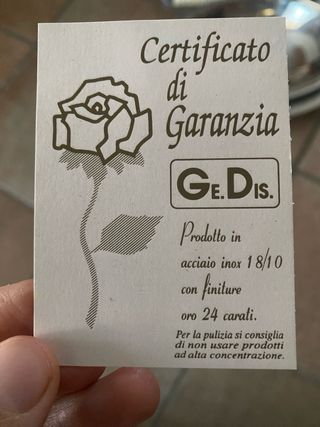 Certificato
di
Garanzia
GE.DIS.
Prodotto in
acciaio inox 18/10
con finiture
oro 24 carati.
Per la pulizia si consiglia
di non usare prodotti
ad alta concentrazione.